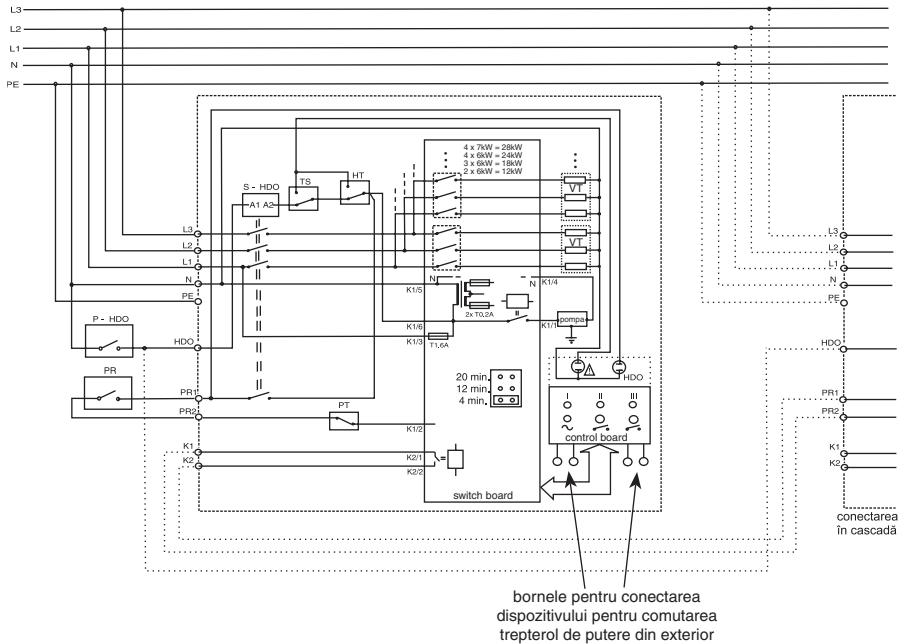 L3
L2
L1
N
PE
4 x 7kW = 28kW
4 x 6kW = 24kW
3 x 6kW = 18kW
2 x 6kW = 12kW
HT
TS
S - HDO
A1 A2
VT
VT
L3
L2
L1
N
PE
N
K1/5
2x T0,2A
N
K1/4
K1/6
K1/3
T1,6A
K1/1
pompa
P - HDO
HDO
PR
PR1
PR2
PT
K1/2
20 min.
12 min.
4 min.
HDO
I
II
III
control board
K1
K2
K2/1
K2/2
switch board
L3
L2
L1
N
PE
HDO
PR1
PR2
K1
K2
conectarea
în cascadă
bornele pentru conectarea
dispozitivului pentru comutarea
trepterol de putere din exterior